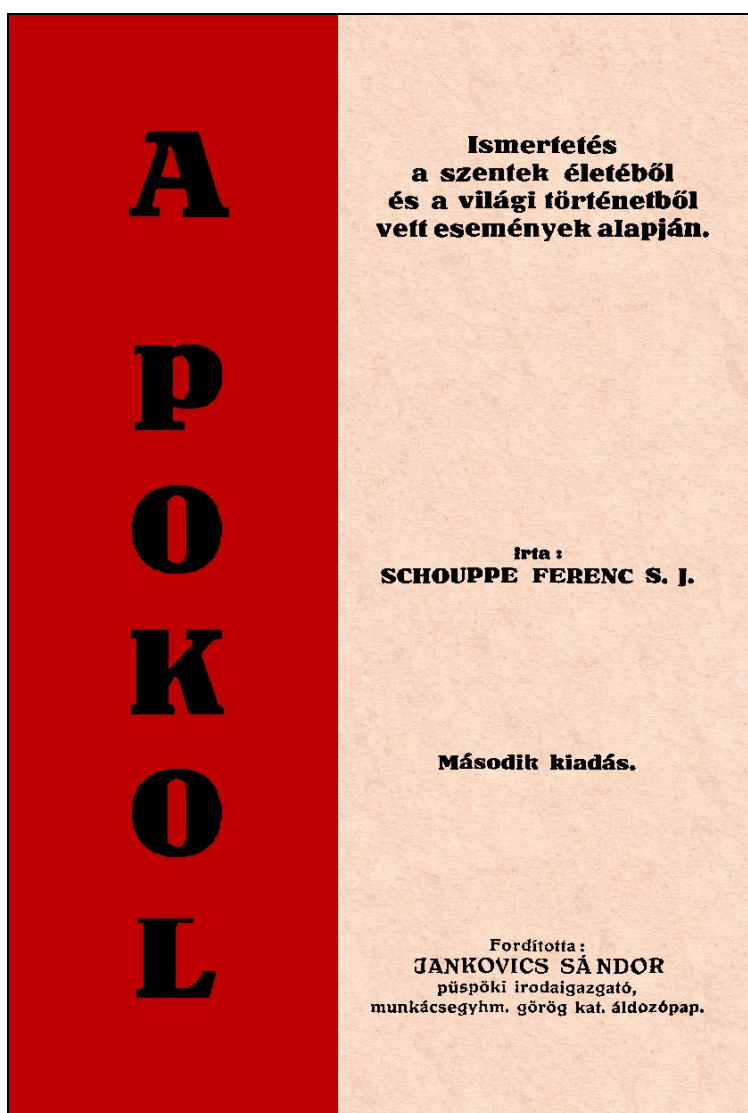 A POKOL
Ismertetés
a szentek életéből
és a világi történetből
vett események alapján.
Irta :
SCHOUPPE FERENC S. J.
Második kiadás.
Fordította :
JANKOVICS SÁNDOR
püspöki irodaigazgató,
munkácsegyhm. görög kat. áldozópap.